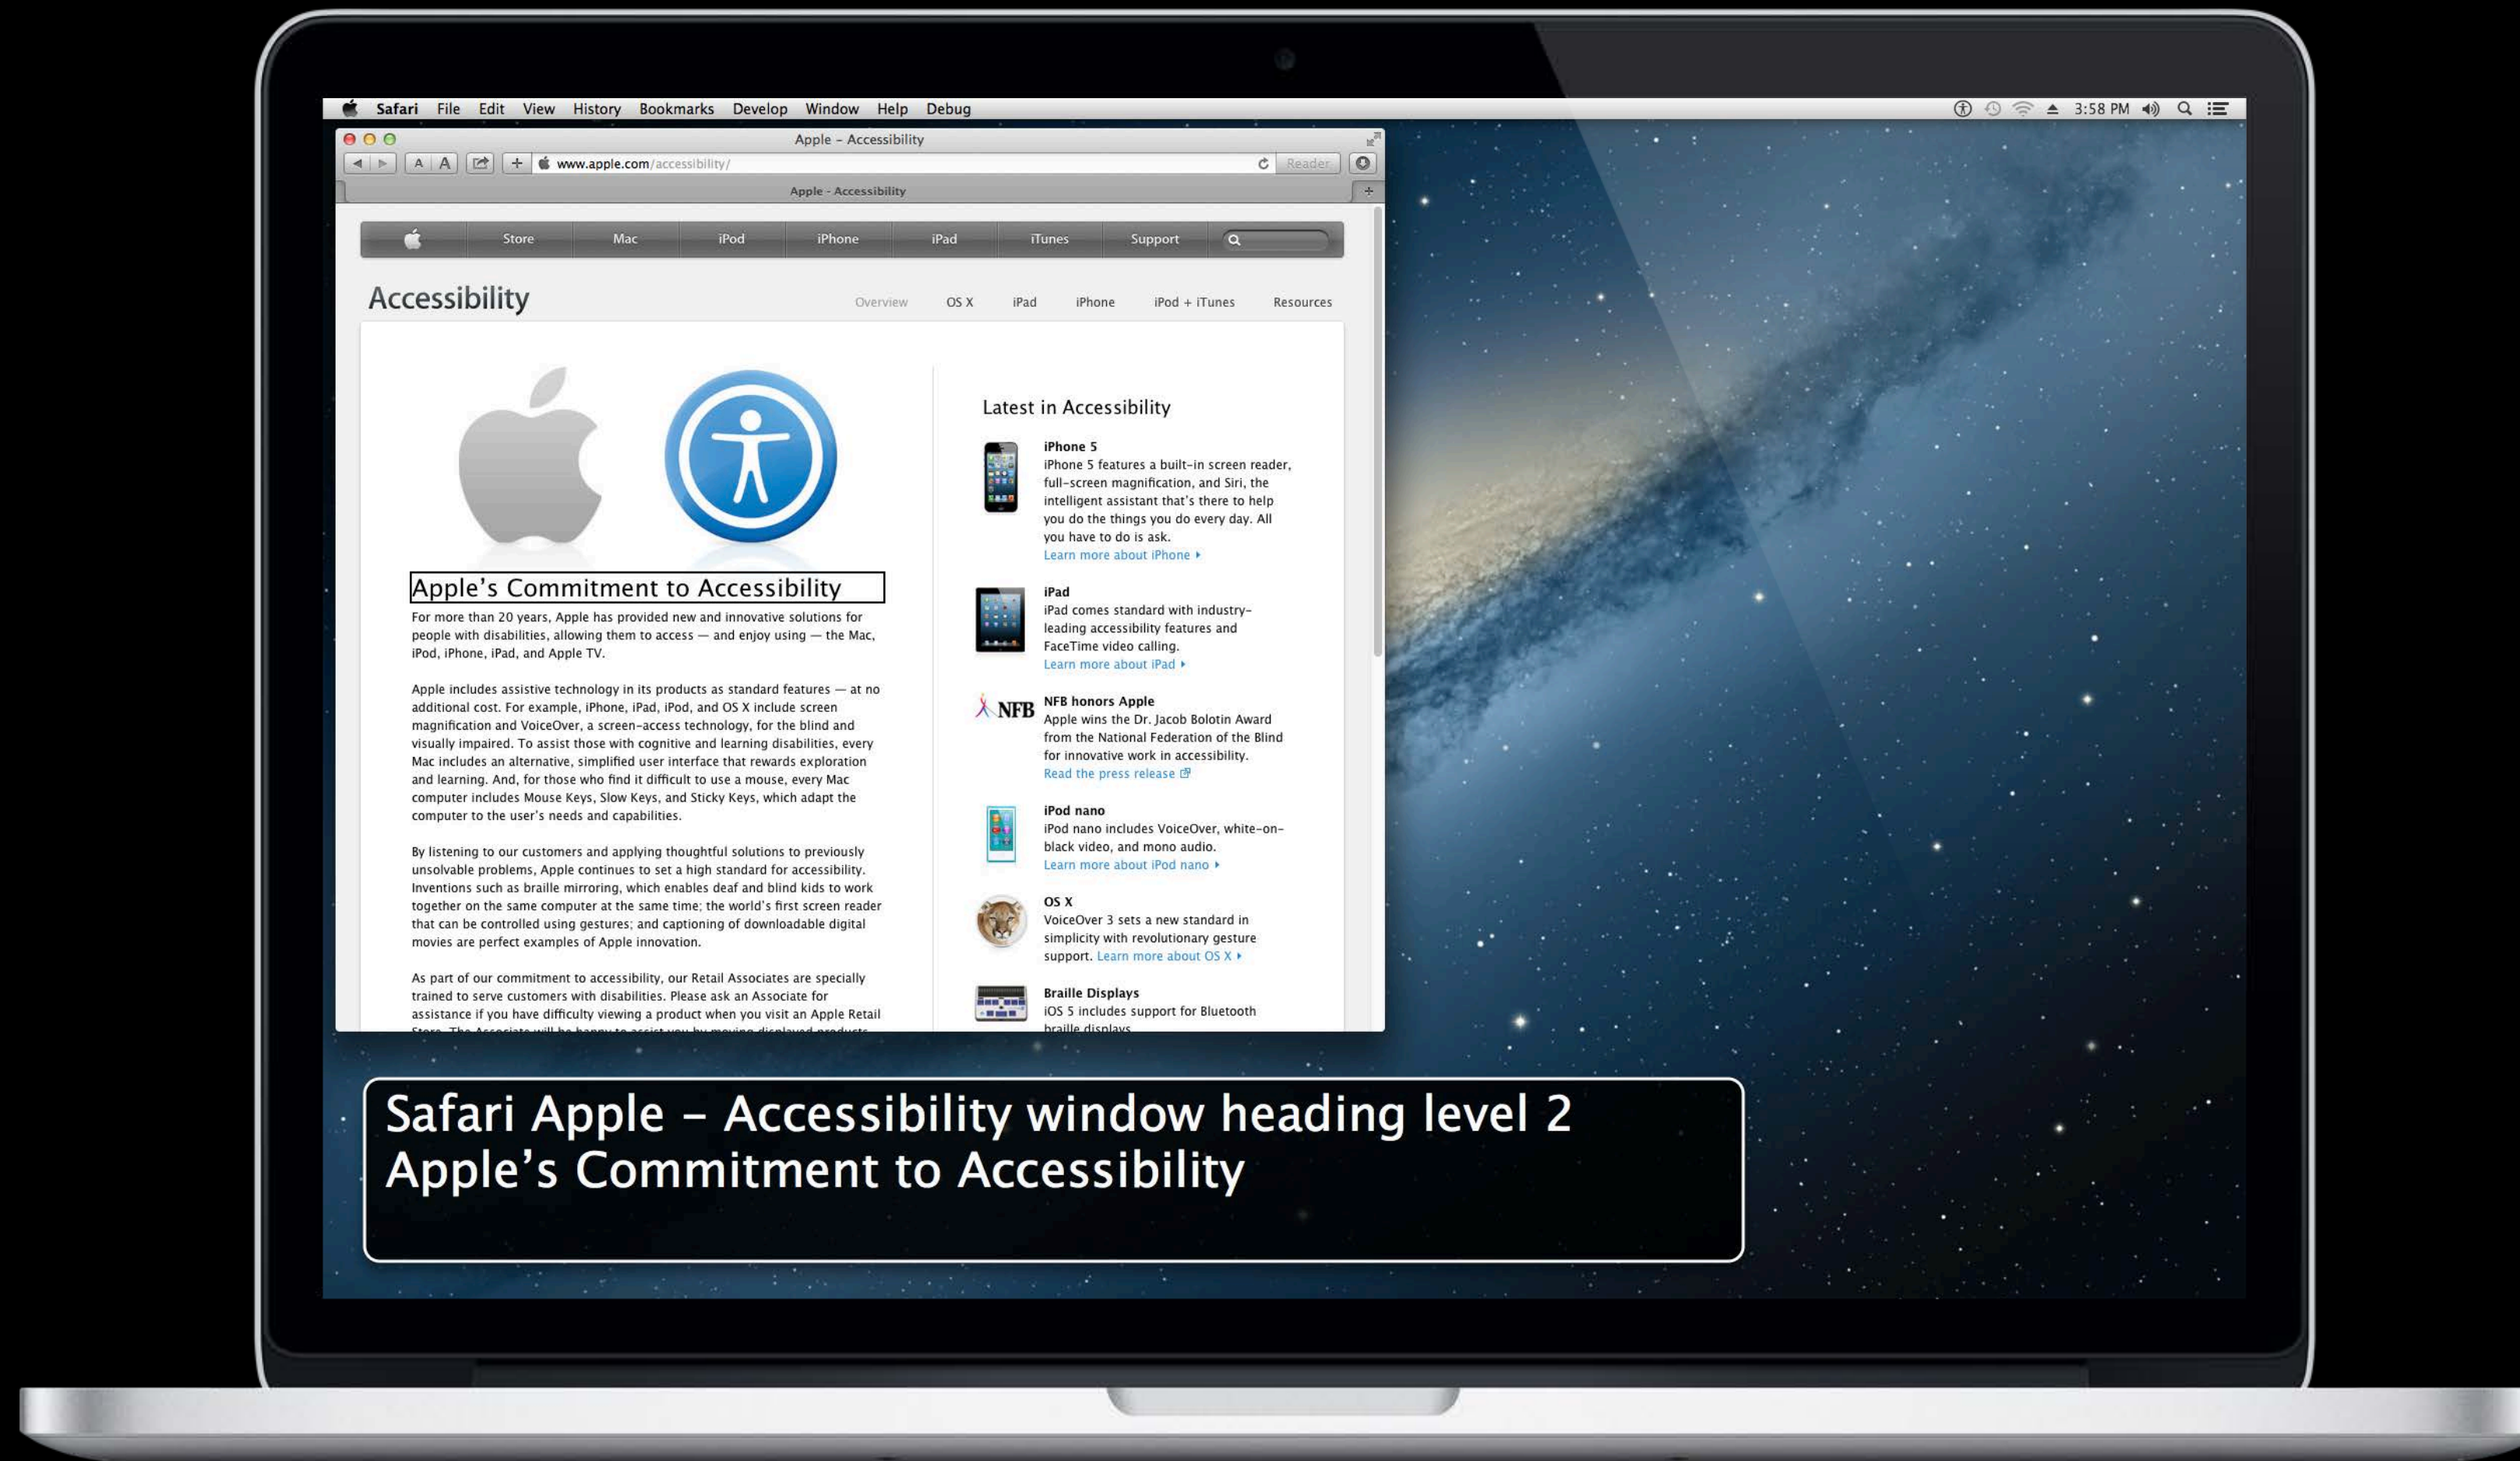 Safari File Edit View History Bookmarks Develop Window Help Debug
3:58 PM
Apple – Accessibility
A A
www.apple.com/accessibility/
Reader
Apple - Accessibility
Store Mac iPod iPhone iPad iTunes Support
Accessibility
Overview OS X iPad iPhone iPod + iTunes Resources
Apple’s Commitment to Accessibility
For more than 20 years, Apple has provided new and innovative solutions for
people with disabilities, allowing them to access — and enjoy using — the Mac,
iPod, iPhone, iPad, and Apple TV.
Apple includes assistive technology in its products as standard features — at no
additional cost. For example, iPhone, iPad, iPod, and OS X include screen
magnification and VoiceOver, a screen-access technology, for the blind and
visually impaired. To assist those with cognitive and learning disabilities, every
Mac includes an alternative, simplified user interface that rewards exploration
and learning. And, for those who find it difficult to use a mouse, every Mac
computer includes Mouse Keys, Slow Keys, and Sticky Keys, which adapt the
computer to the user’s needs and capabilities.
By listening to our customers and applying thoughtful solutions to previously
unsolvable problems, Apple continues to set a high standard for accessibility.
Inventions such as braille mirroring, which enables deaf and blind kids to work
together on the same computer at the same time; the world’s first screen reader
that can be controlled using gestures; and captioning of downloadable digital
movies are perfect examples of Apple innovation.
As part of our commitment to accessibility, our Retail Associates are specially
trained to serve customers with disabilities. Please ask an Associate for
assistance if you have difficulty viewing a product when you visit an Apple Retail
Store. The Associate will be happy to assist you by moving displayed products
Latest in Accessibility
iPhone 5
iPhone 5 features a built-in screen reader,
full-screen magnification, and Siri, the
intelligent assistant that’s there to help
you do the things you do every day. All
you have to do is ask.
Learn more about iPhone
iPad
iPad comes standard with industry-
leading accessibility features and
FaceTime video calling.
Learn more about iPad
NFB
NFB honors Apple
Apple wins the Dr. Jacob Bolotin Award
from the National Federation of the Blind
for innovative work in accessibility.
Read the press release
iPod nano
iPod nano includes VoiceOver, white-on-
black video, and mono audio.
Learn more about iPod nano
OS X
VoiceOver 3 sets a new standard in
simplicity with revolutionary gesture
support. Learn more about OS X
Braille Displays
iOS 5 includes support for Bluetooth
braille displays
Safari Apple – Accessibility window heading level 2
Apple’s Commitment to Accessibility